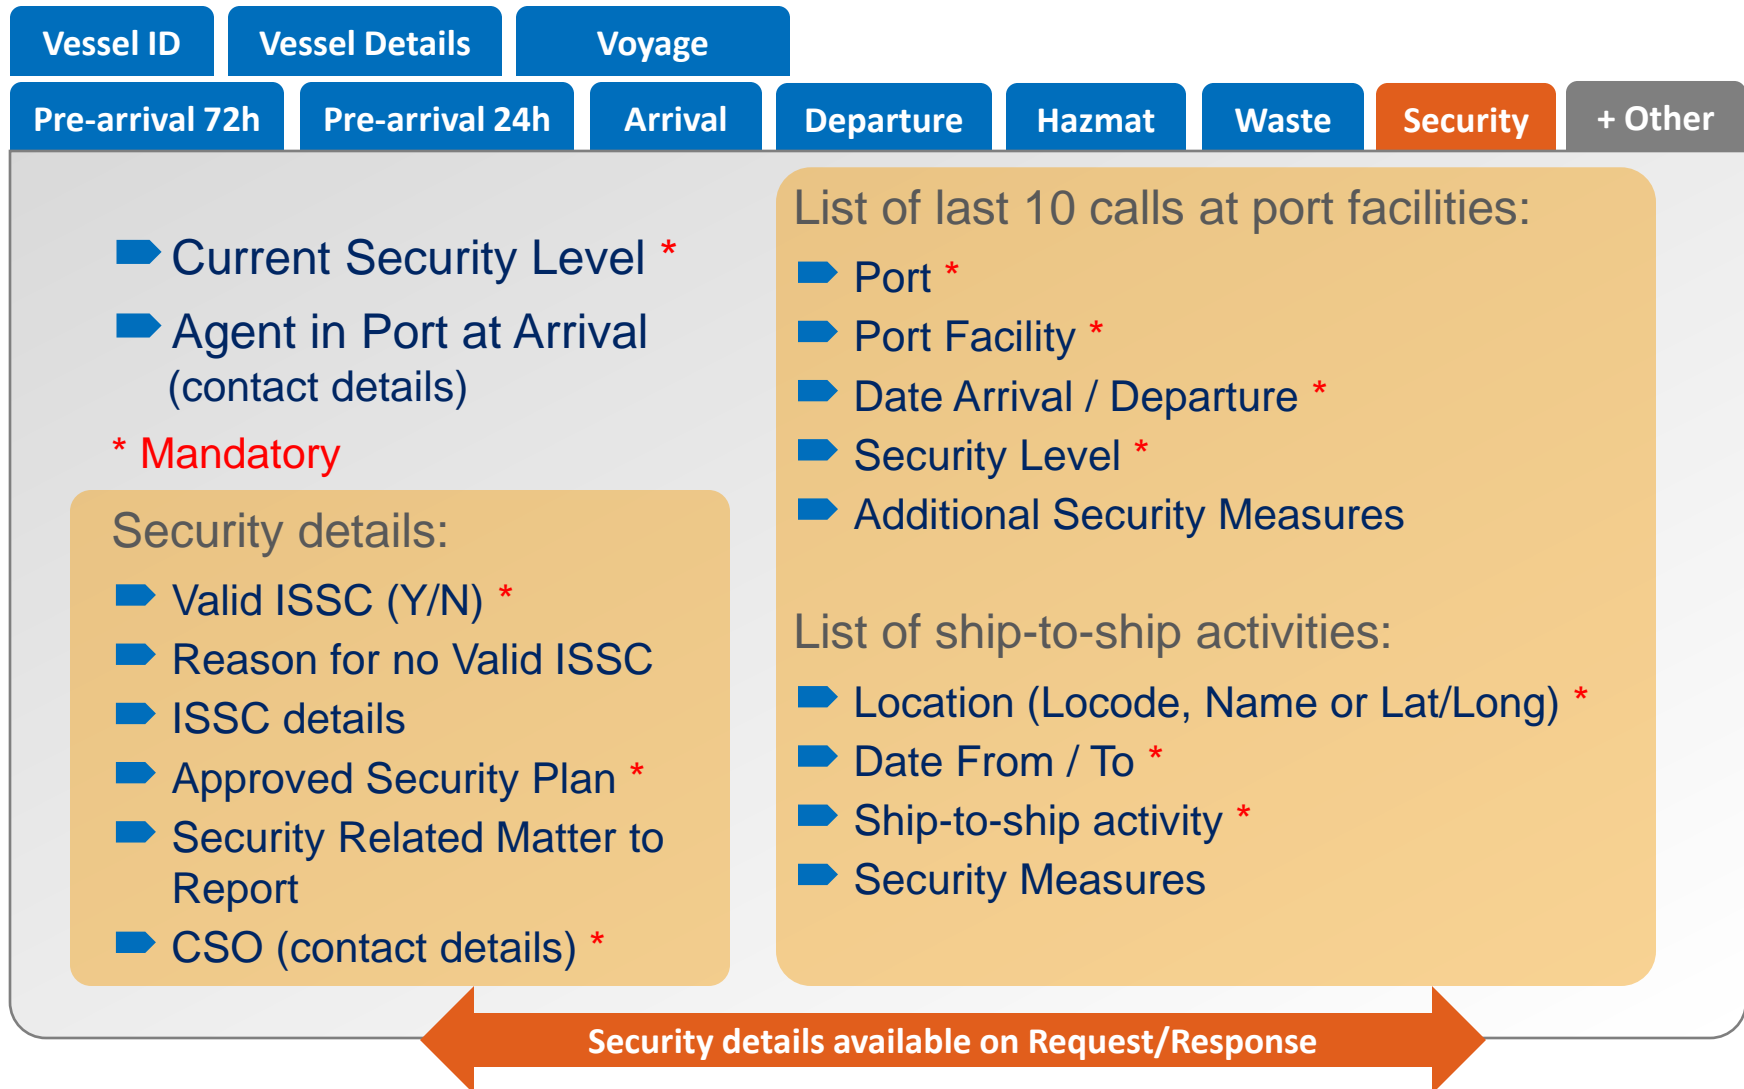 Vessel ID
Vessel Details
Voyage
Pre-arrival 72h
Pre-arrival 24h
Arrival
Departure
Hazmat
Waste
Security
+ Other
Current Security Level *
Agent in Port at Arrival
(contact details)
* Mandatory
Security details:
Valid ISSC (Y/N) *
Reason for no Valid ISSC
ISSC details
Approved Security Plan *
Security Related Matter to
Report
CSO (contact details) *
List of last 10 calls at port facilities:
Port *
Port Facility *
Date Arrival / Departure *
Security Level *
Additional Security Measures
List of ship-to-ship activities:
Location (Locode, Name or Lat/Long) *
Date From / To *
Ship-to-ship activity *
Security Measures
Security details available on Request/Response